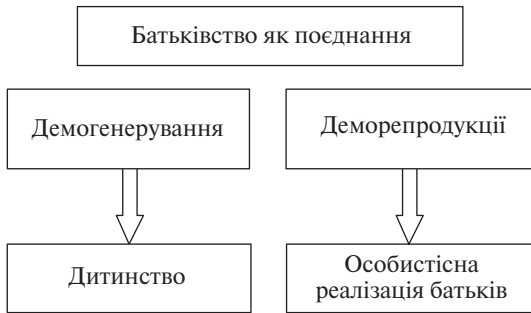 Батьківство як поєднання
Демогенерування
Деморепродукції
Дитинство
Особистісна
реалізація батьків